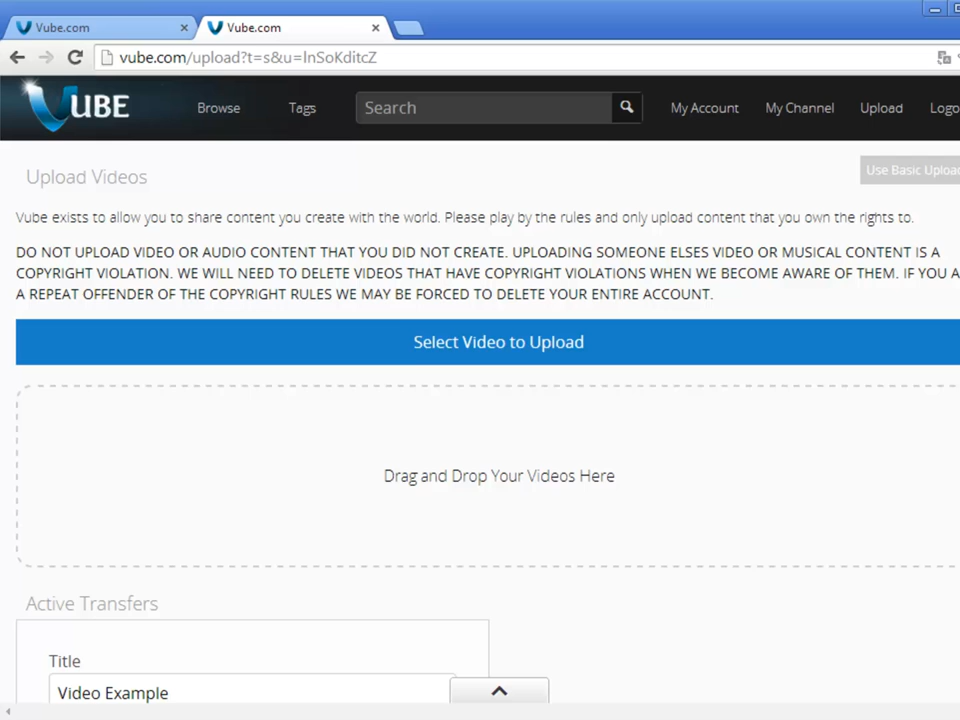 Vube.com
Vube.com
vube.com/upload?t=s&u=lnSoKditcZ
VUBE Browse Tags Search My Account My Channel Upload Logo
Upload Videos
Use Basic Upload
Vube exists to allow you to share content you create with the world. Please play by the rules and only upload content that you own the rights to.
DO NOT UPLOAD VIDEO OR AUDIO CONTENT THAT YOU DID NOT CREATE. UPLOADING SOMEONE ELSES VIDEO OR MUSICAL CONTENT IS A
COPYRIGHT VIOLATION. WE WILL NEED TO DELETE VIDEOS THAT HAVE COPYRIGHT VIOLATIONS WHEN WE BECOME AWARE OF THEM. IF YOU A
A REPEAT OFFENDER OF THE COPYRIGHT RULES WE MAY BE FORCED TO DELETE YOUR ENTIRE ACCOUNT.
Select Video to Upload
Drag and Drop Your Videos Here
Active Transfers
Title
Video Example